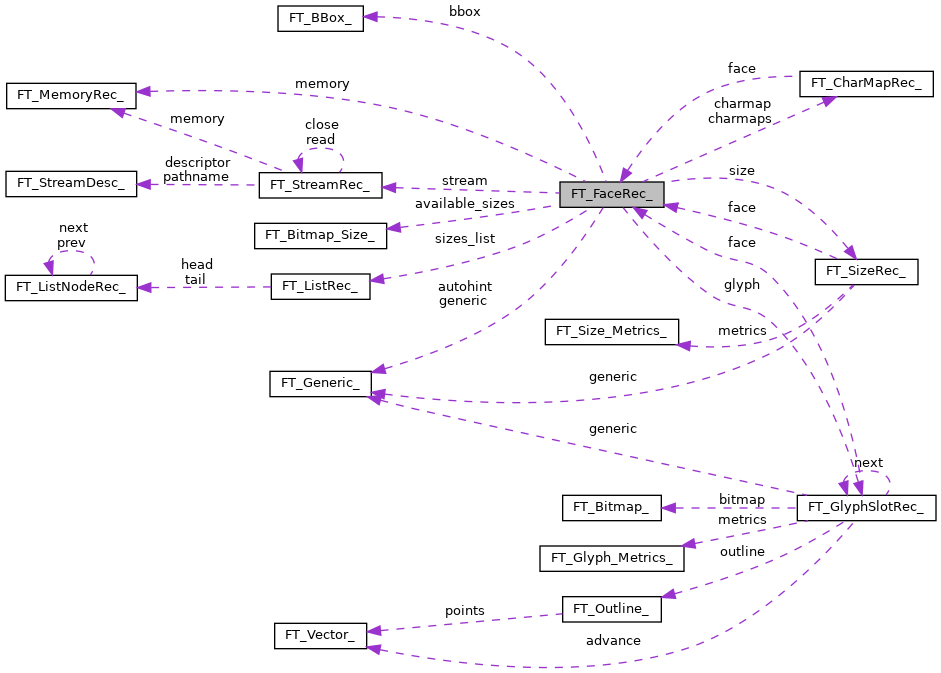 FT_BBox_
bbox
face
FT_CharMapRec_
FT_MemoryRec_
memory
charmap
charmaps
memory
close
read
descriptor
pathname
FT_StreamDesc_
FT_StreamRec_
stream
FT_FaceRec_
size
available_sizes
face
FT_Bitmap_Size_
sizes_list
face
next
prev
FT_ListNodeRec_
head
tail
FT_ListRec_
autohint
generic
glyph
FT_SizeRec_
FT_Size_Metrics_
metrics
FT_Generic_
generic
generic
next
FT_Bitmap_
bitmap
FT_GlyphSlotRec_
metrics
FT_Glyph_Metrics_
outline
FT_Outline_
points
FT_Vector_
advance